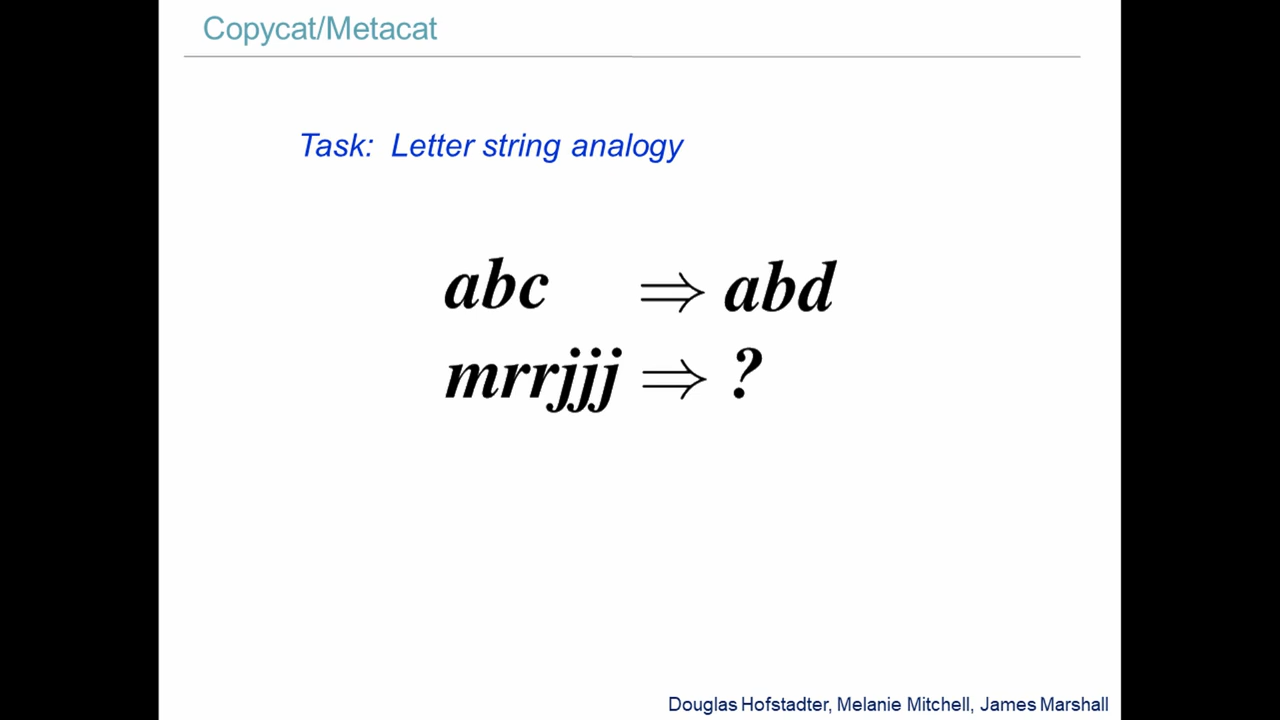 Copycat/Metacat
Task: Letter string analogy
abc ⇒ abd
mrrjjj ⇒ ?
Douglas Hofstadter, Melanie Mitchell, James Marshall